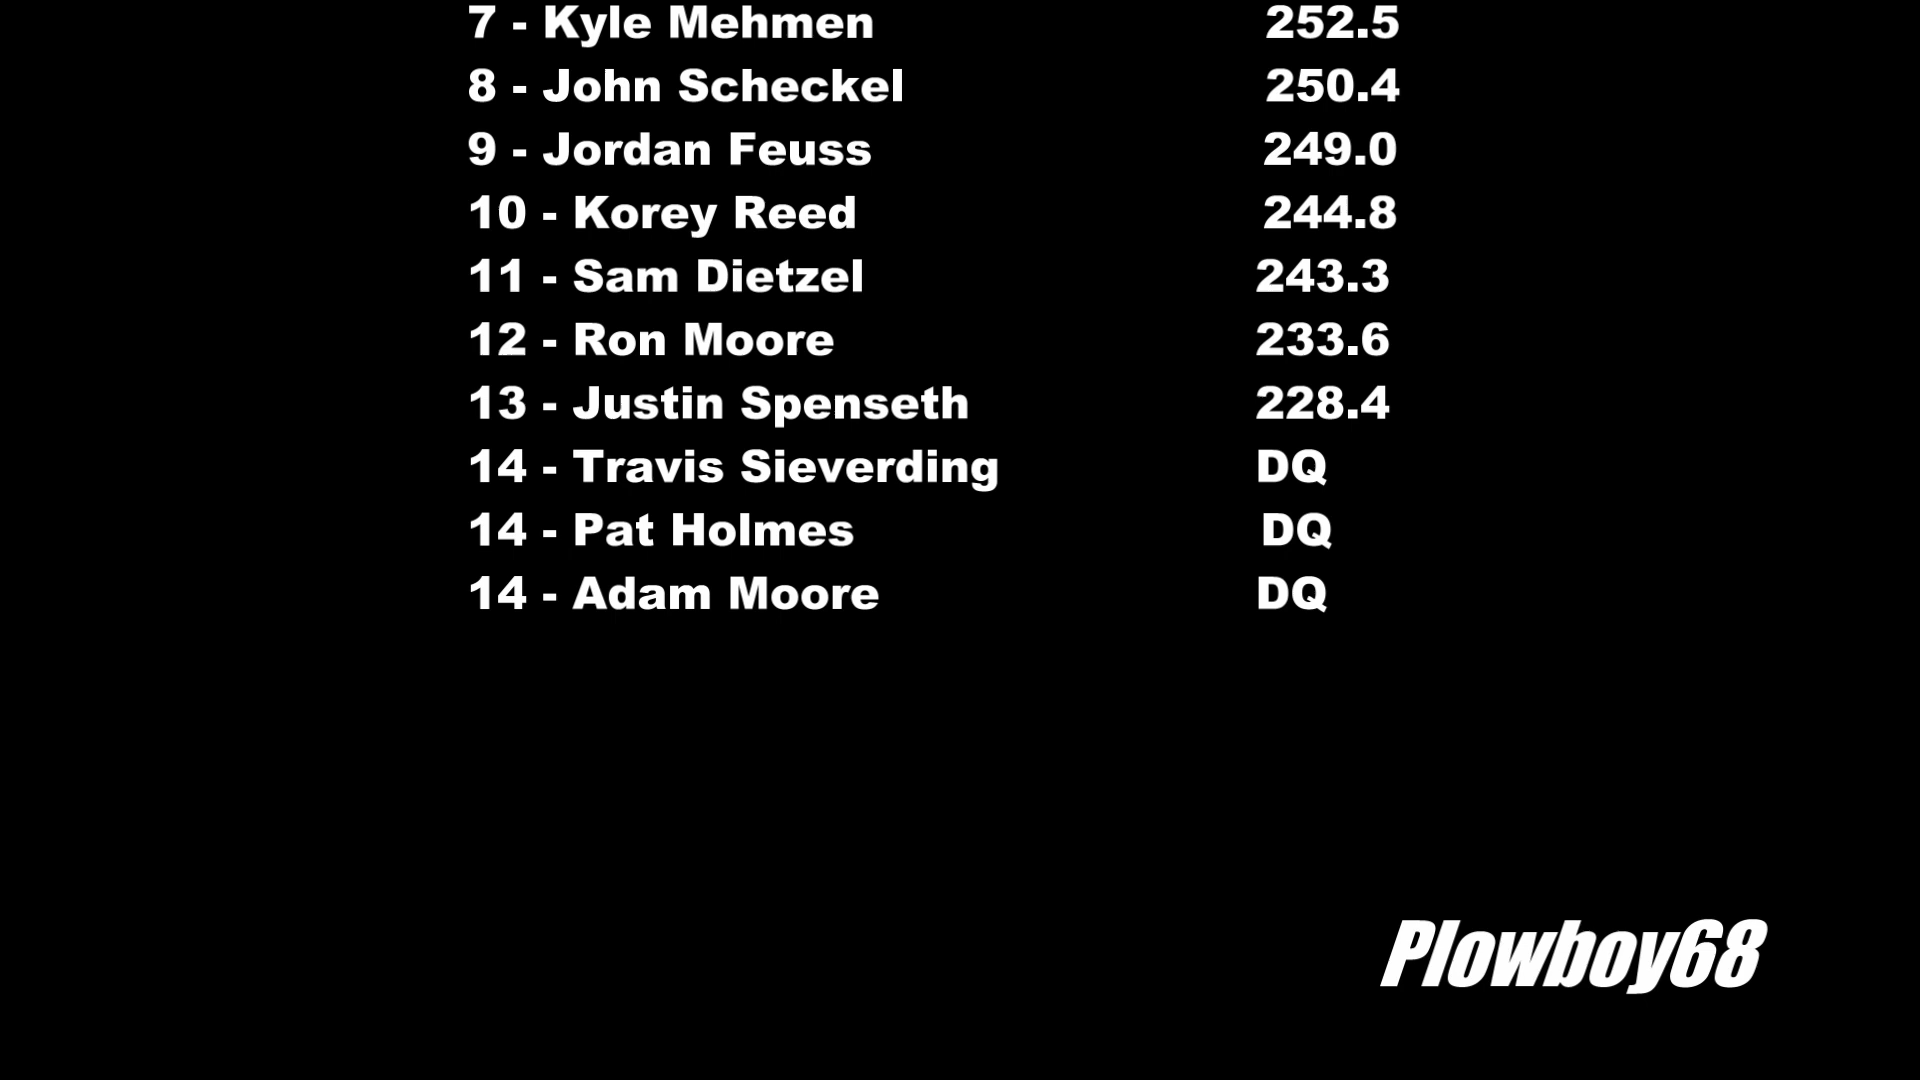 7 - Kyle Mehmen 252.5
8 - John Scheckel 250.4
9 - Jordan Feuss 249.0
10 - Korey Reed 244.8
11 - Sam Dietzel 243.3
12 - Ron Moore 233.6
13 - Justin Spenseth 228.4
14 - Travis Sieverding DQ
14 - Pat Holmes DQ
14 - Adam Moore DQ
Plowboy68